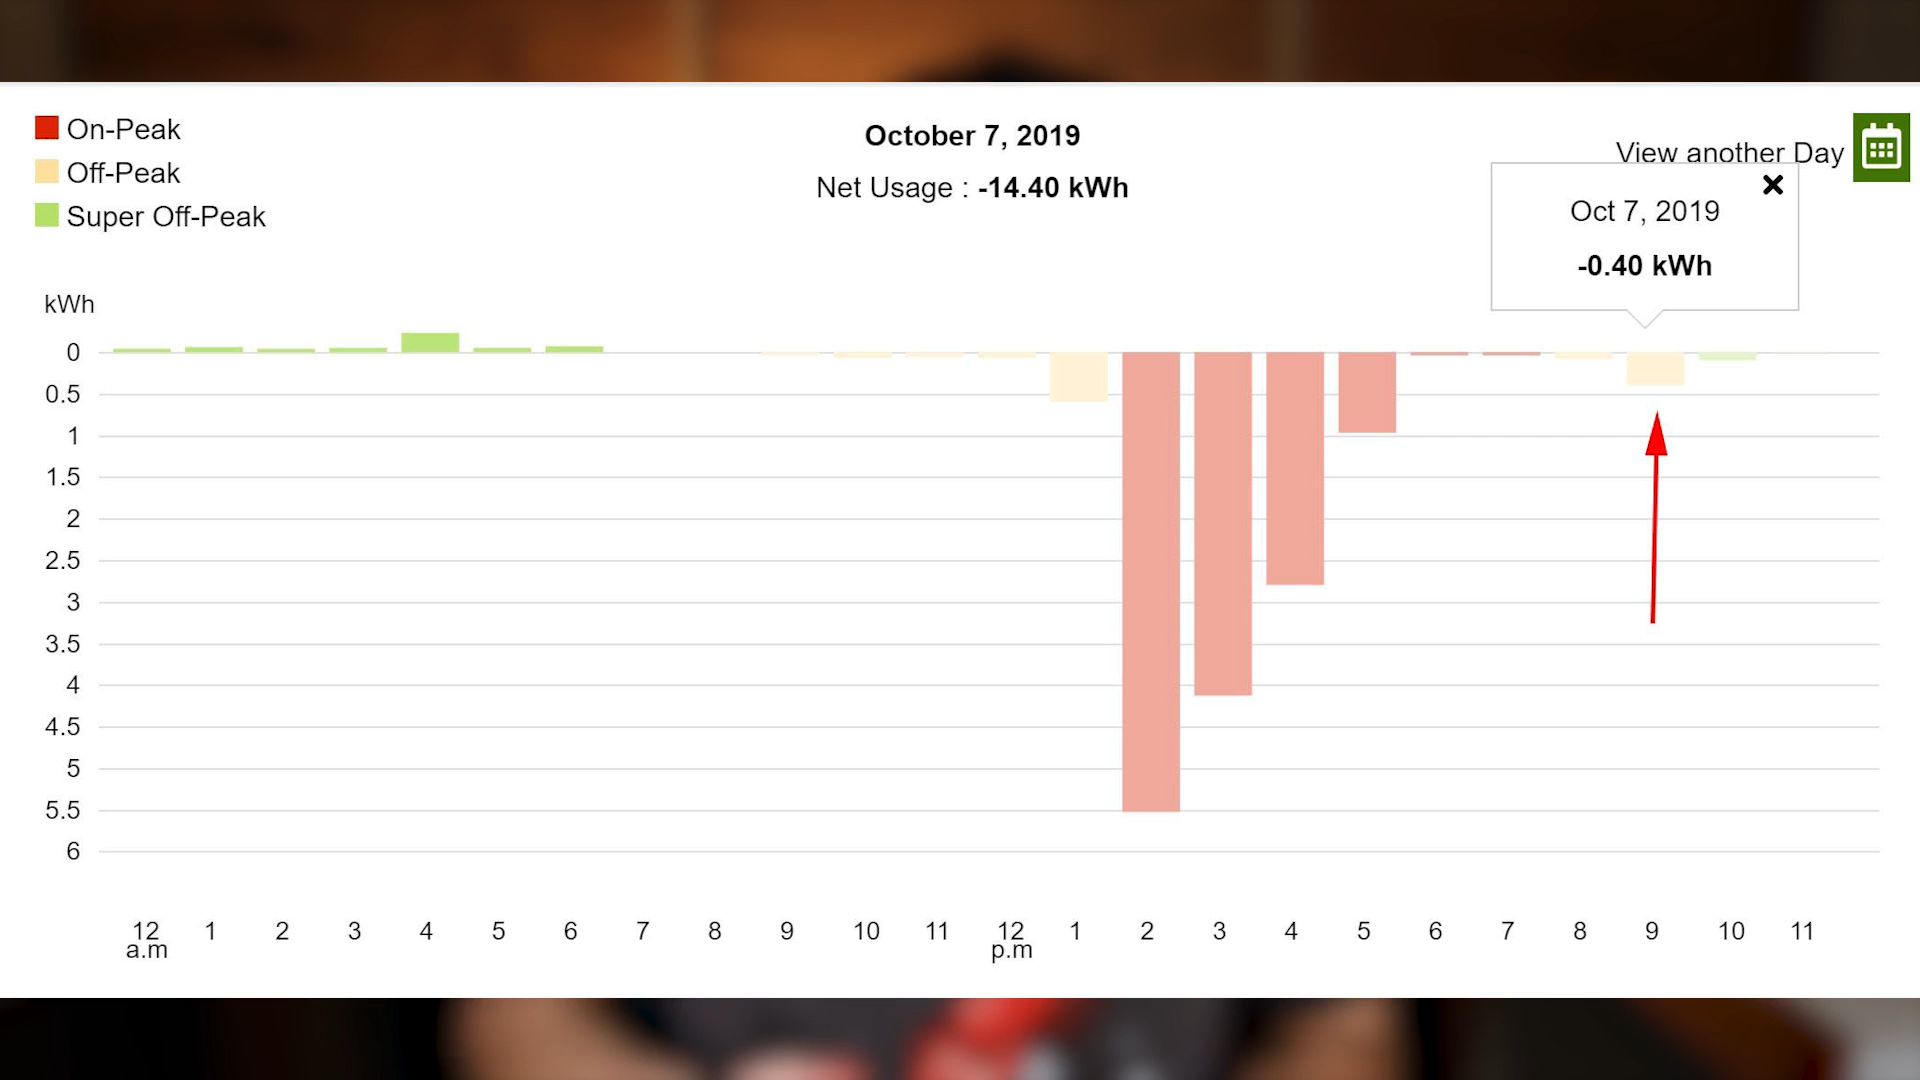 On-Peak
Off-Peak
Super Off-Peak
October 7, 2019
Net Usage : -14.40 kWh
View another Day
Oct 7, 2019
-0.40 kWh
kWh
0
0.5
1
1.5
2
2.5
3
3.5
4
4.5
5
5.5
6
12 1 2 3 4 5 6 7 8 9 10 11 12 1 2 3 4 5 6 7 8 9 10 11
a.m p.m